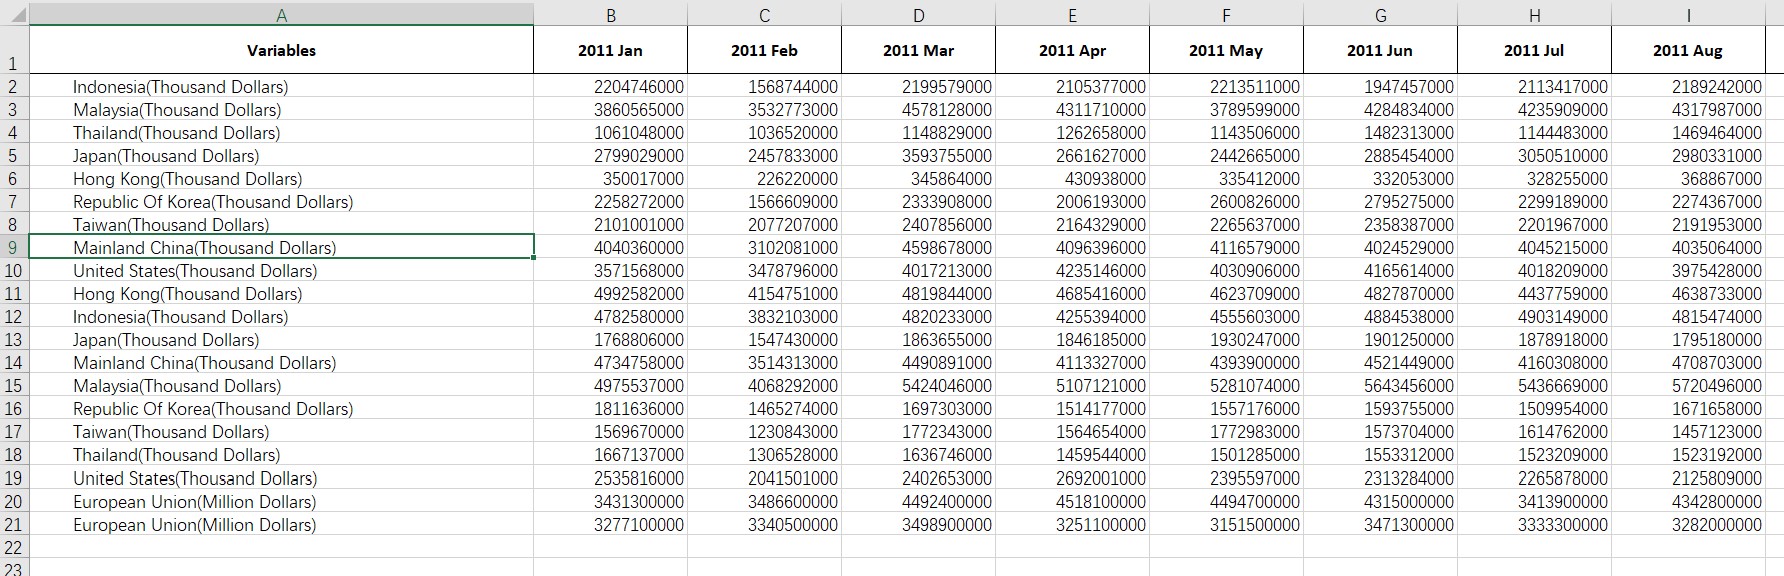 A B C D E F G H I
1 Variables 2011 Jan 2011 Feb 2011 Mar 2011 Apr 2011 May 2011 Jun 2011 Jul 2011 Aug
2 Indonesia(Thousand Dollars) 2204746000 1568744000 2199579000 2105377000 2213511000 1947457000 2113417000 2189242000
3 Malaysia(Thousand Dollars) 3860565000 3532773000 4578128000 4311710000 3789599000 4284834000 4235909000 4317987000
4 Thailand(Thousand Dollars) 1061048000 1036520000 1148829000 1262658000 1143506000 1482313000 1144483000 1469464000
5 Japan(Thousand Dollars) 2799029000 2457833000 3593755000 2661627000 2442665000 2885454000 3050510000 2980331000
6 Hong Kong(Thousand Dollars) 350017000 226220000 345864000 430938000 335412000 332053000 328255000 368867000
7 Republic Of Korea(Thousand Dollars) 2258272000 1566609000 2333908000 2006193000 2600826000 2795275000 2299189000 2274367000
8 Taiwan(Thousand Dollars) 2101001000 2077207000 2407856000 2164329000 2265637000 2358387000 2201967000 2191953000
9 Mainland China(Thousand Dollars) 4040360000 3102081000 4598678000 4096396000 4116579000 4024529000 4045215000 4035064000
10 United States(Thousand Dollars) 3571568000 3478796000 4017213000 4235146000 4030906000 4165614000 4018209000 3975428000
11 Hong Kong(Thousand Dollars) 4992582000 4154751000 4819844000 4685416000 4623709000 4827870000 4437759000 4638733000
12 Indonesia(Thousand Dollars) 4782580000 3832103000 4820233000 4255394000 4555603000 4884538000 4903149000 4815474000
13 Japan(Thousand Dollars) 1768806000 1547430000 1863655000 1846185000 1930247000 1901250000 1878918000 1795180000
14 Mainland China(Thousand Dollars) 4734758000 3514313000 4490891000 4113327000 4393900000 4521449000 4160308000 4708703000
15 Malaysia(Thousand Dollars) 4975537000 4068292000 5424046000 5107121000 5281074000 5643456000 5436669000 5720496000
16 Republic Of Korea(Thousand Dollars) 1811636000 1465274000 1697303000 1514177000 1557176000 1593755000 1509954000 1671658000
17 Taiwan(Thousand Dollars) 1569670000 1230843000 1772343000 1564654000 1772983000 1573704000 1614762000 1457123000
18 Thailand(Thousand Dollars) 1667137000 1306528000 1636746000 1459544000 1501285000 1553312000 1523209000 1523192000
19 United States(Thousand Dollars) 2535816000 2041501000 2402653000 2692001000 2395597000 2313284000 2265878000 2125809000
20 European Union(Million Dollars) 3431300000 3486600000 4492400000 4518100000 4494700000 4315000000 3413900000 4342800000
21 European Union(Million Dollars) 3277100000 3340500000 3498900000 3251100000 3151500000 3471300000 3333300000 3282000000
22
23